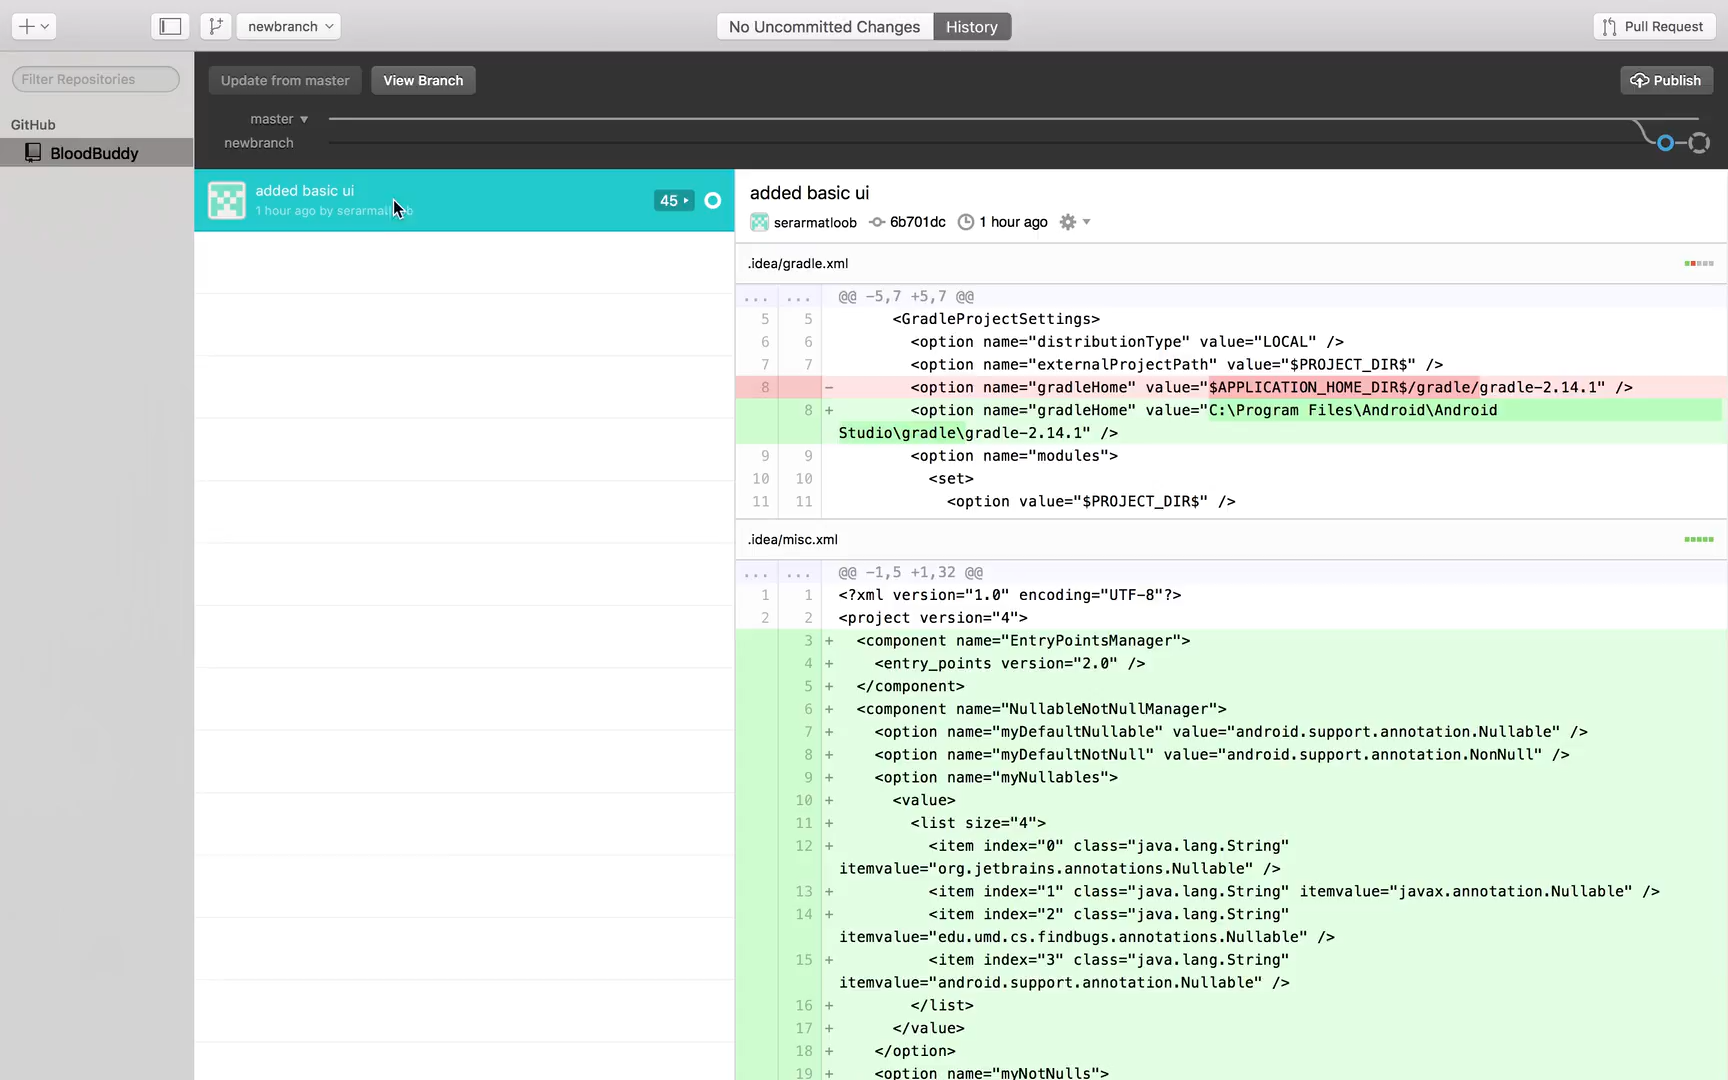 newbranch
No Uncommitted Changes
History
Pull Request
Filter Repositories
Update from master
View Branch
Publish
GitHub
master
newbranch
BloodBuddy
added basic ui
1 hour ago by serarmatloob
45
added basic ui
serarmatloob 6b701dc 1 hour ago
.idea/gradle.xml
... ... @@ -5,7 +5,7 @@
5 5 <GradleProjectSettings>
6 6 <option name="distributionType" value="LOCAL" />
7 7 <option name="externalProjectPath" value="$PROJECT_DIR$" />
8 - <option name="gradleHome" value="$APPLICATION_HOME_DIR$/gradle/gradle-2.14.1" />
8 + <option name="gradleHome" value="C:\Program Files\Android\Android
Studio\gradle\gradle-2.14.1" />
9 9 <option name="modules">
10 10 <set>
11 11 <option value="$PROJECT_DIR$" />
.idea/misc.xml
... ... @@ -1,5 +1,32 @@
1 1 <?xml version="1.0" encoding="UTF-8"?>
2 2 <project version="4">
3 + <component name="EntryPointsManager">
4 + <entry_points version="2.0" />
5 + </component>
6 + <component name="NullableNotNullManager">
7 + <option name="myDefaultNullable" value="android.support.annotation.Nullable" />
8 + <option name="myDefaultNotNull" value="android.support.annotation.NonNull" />
9 + <option name="myNullables">
10 + <value>
11 + <list size="4">
12 + <item index="0" class="java.lang.String"
itemvalue="org.jetbrains.annotations.Nullable" />
13 + <item index="1" class="java.lang.String" itemvalue="javax.annotation.Nullable" />
14 + <item index="2" class="java.lang.String"
itemvalue="edu.umd.cs.findbugs.annotations.Nullable" />
15 + <item index="3" class="java.lang.String"
itemvalue="android.support.annotation.Nullable" />
16 + </list>
17 + </value>
18 + </option>
19 + <option name="myNotNulls">